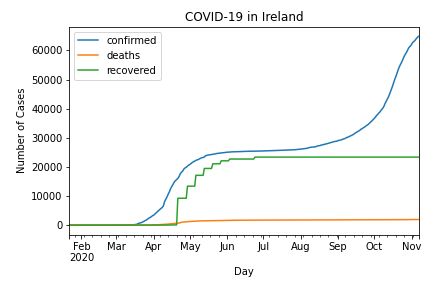 COVID-19 in Ireland
confirmed
deaths
recovered
Number of Cases
60000
50000
40000
30000
20000
10000
0
Feb Mar Apr May Jun Jul Aug Sep Oct Nov
2020
Day